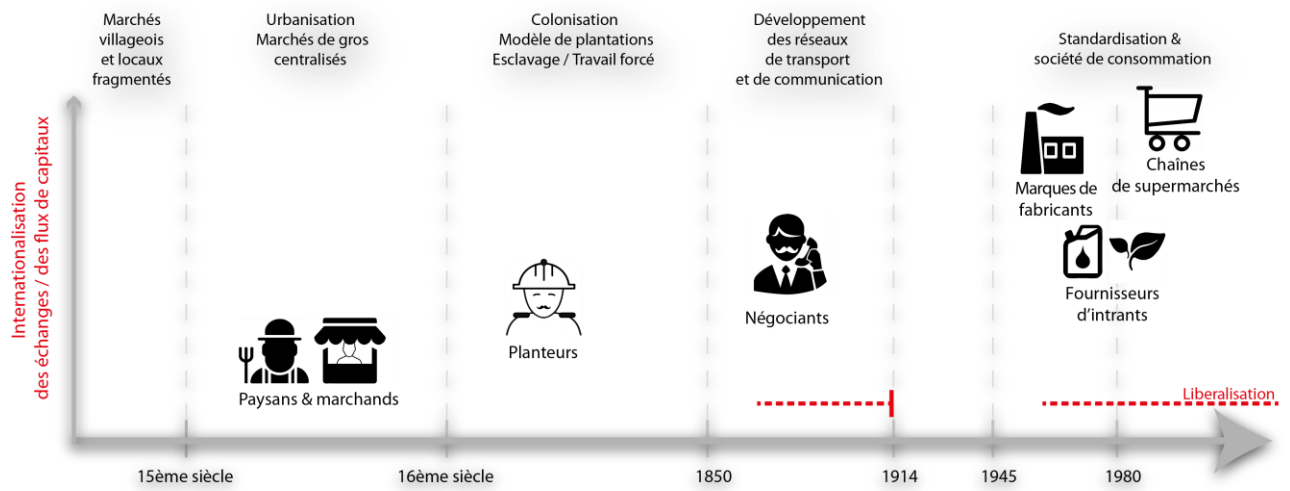 Marchés
villageois
et locaux
fragmentés
Urbanisation
Marchés de gros
centralisés
Colonisation
Modèle de plantations
Esclavage / Travail forcé
Développement
des réseaux
de transport
et de communication
Standardisation &
société de consommation
Internationalisation
des échanges / des flux de capitaux
Paysans & marchands
Planteurs
Négociants
Marques de
fabricants
Chaînes
de supermarchés
Fournisseurs
d'intrants
Liberalisation
15ème siècle
16ème siècle
1850
1914
1945
1980